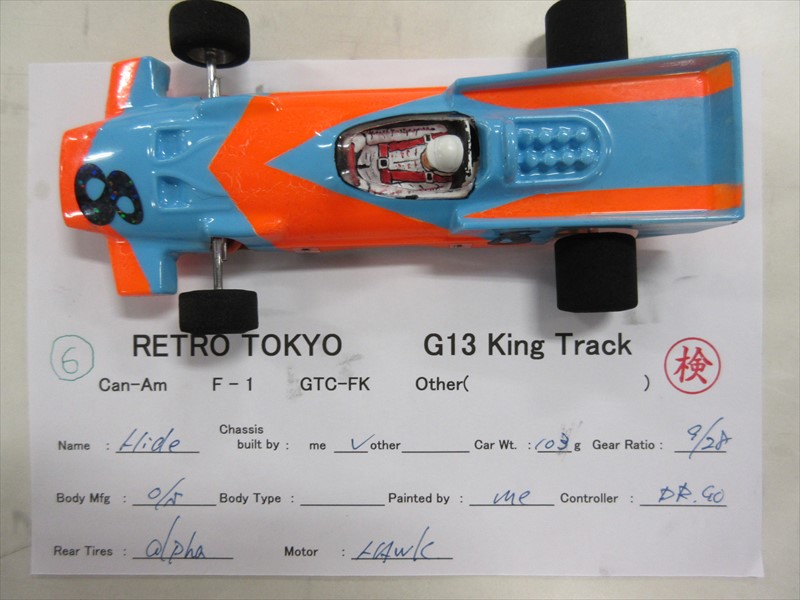 8
8
6 RETRO TOKYO G13 King Track 検
Can-Am F-1 GTC-FK Other( )
Name : Hide Chassis built by : me ✓ other Car Wt. : 103 g Gear Ratio : 9/28
Body Mfg : O/S Body Type : Painted by : me Controller : DR.GO
Rear Tires : alpha Motor : HAWK